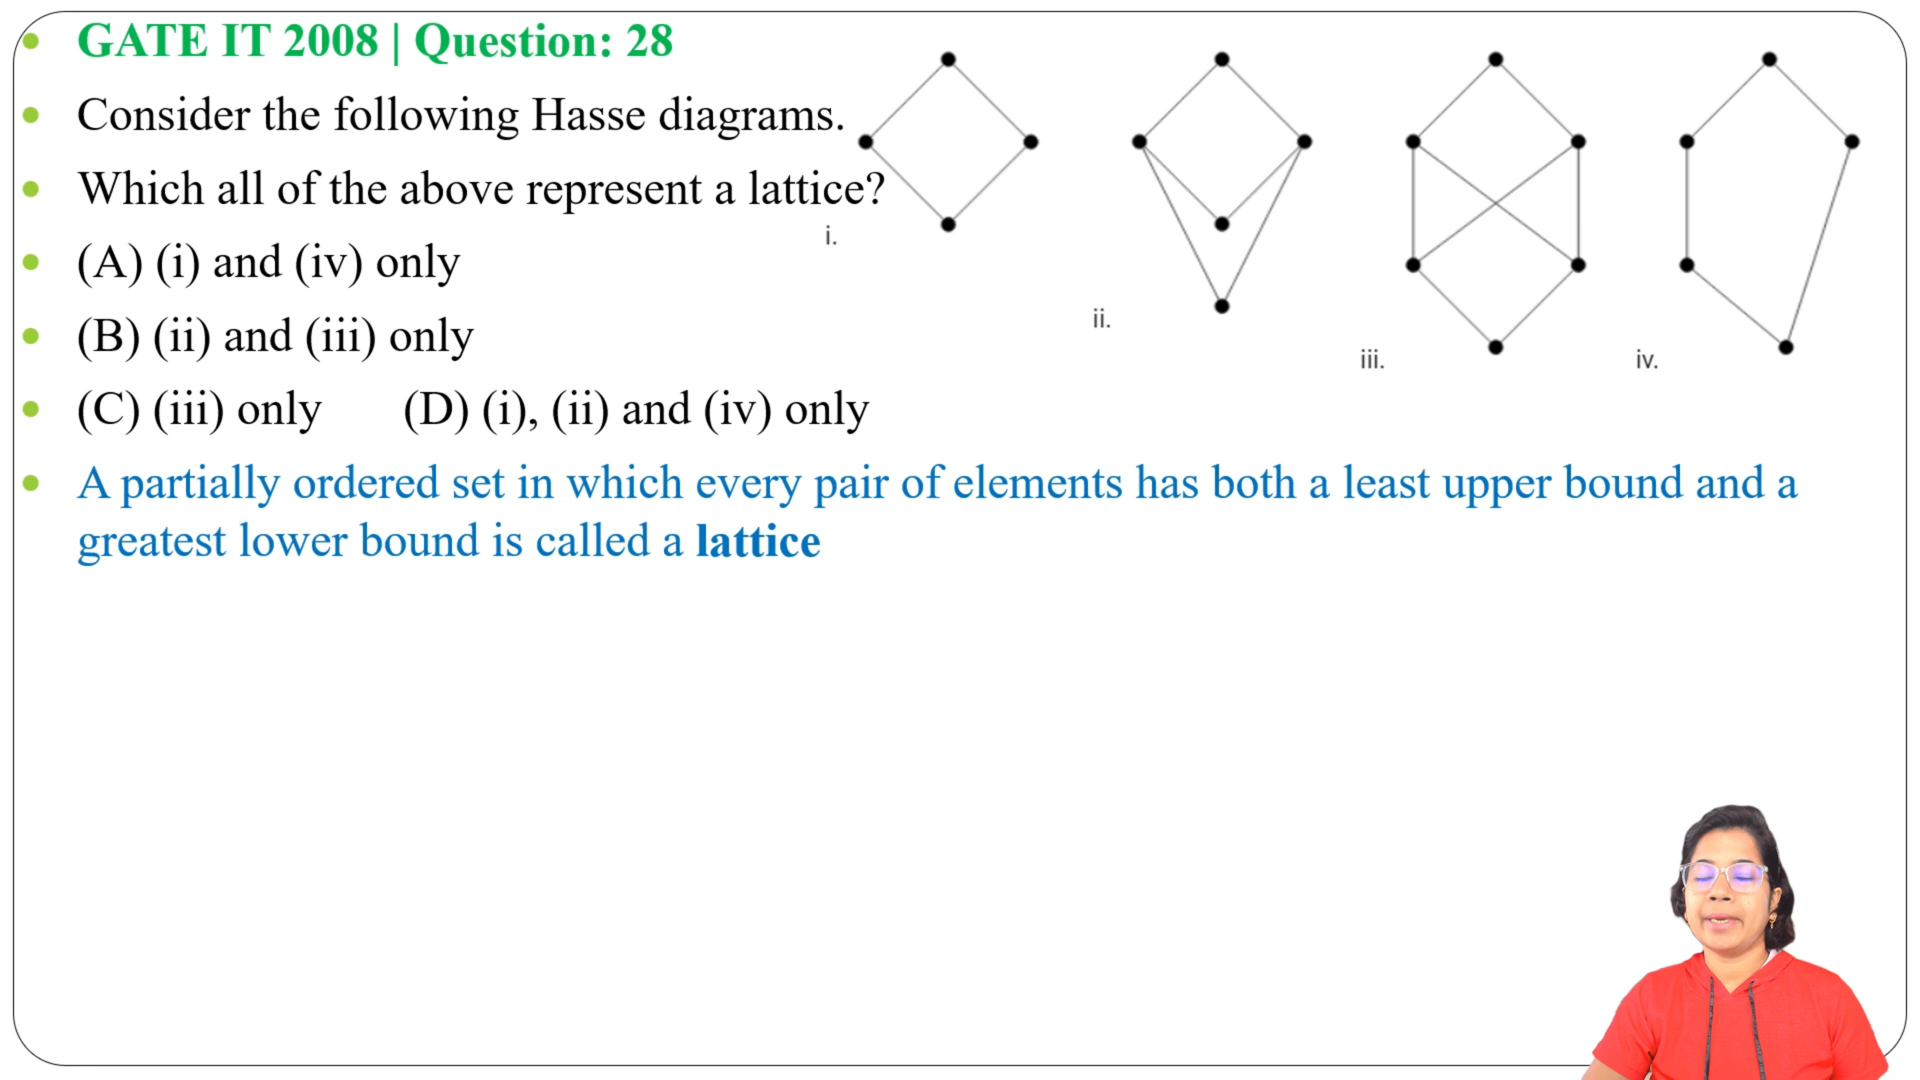 GATE IT 2008 | Question: 28
Consider the following Hasse diagrams.
Which all of the above represent a lattice?
(A) (i) and (iv) only
(B) (ii) and (iii) only
(C) (iii) only (D) (i), (ii) and (iv) only
A partially ordered set in which every pair of elements has both a least upper bound and a
greatest lower bound is called a lattice
i.
ii.
iii.
iv.